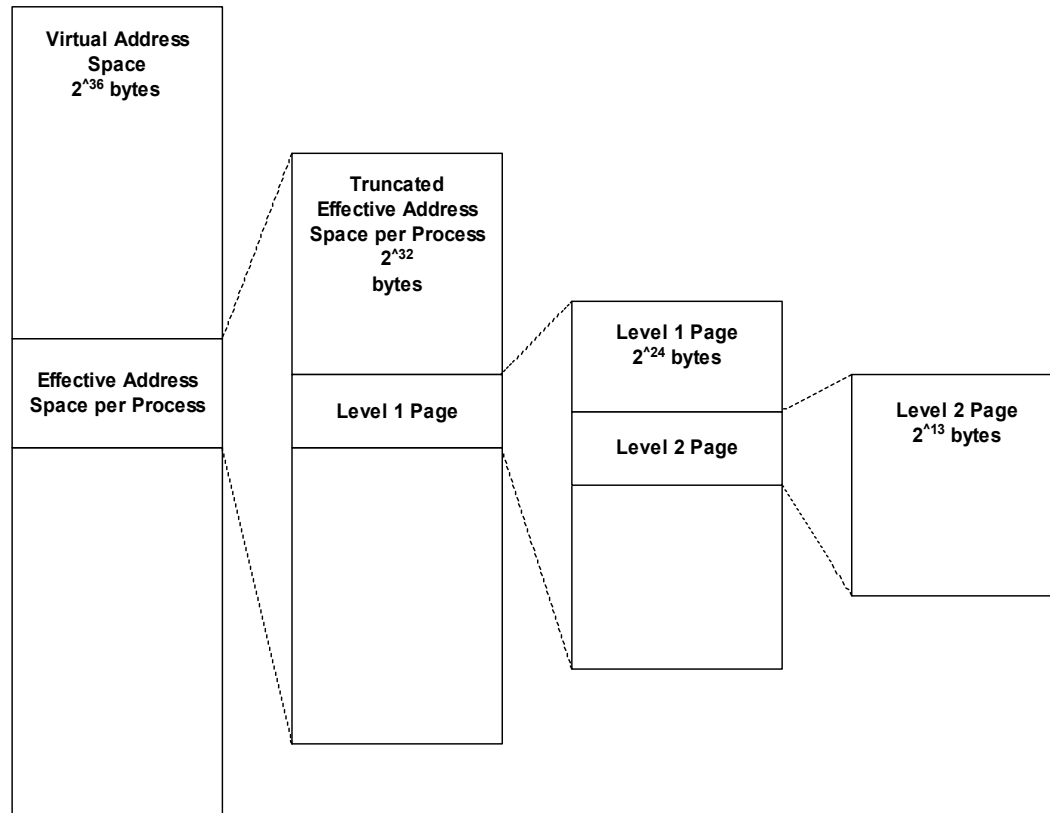 Virtual Address
Space
2^36 bytes
Effective Address
Space per Process
Truncated
Effective Address
Space per Process
2^32
bytes
Level 1 Page
Level 1 Page
2^24 bytes
Level 2 Page
Level 2 Page
2^13 bytes